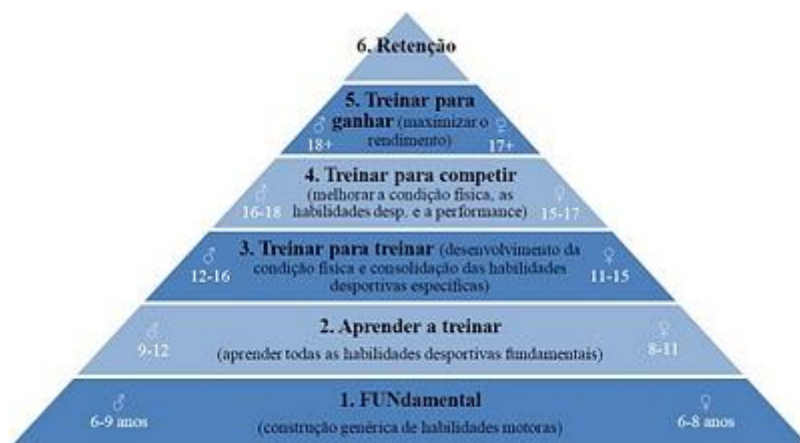 6. Retenção
5. Treinar para
ganhar (maximizar o
rendimento)
♂
18+
♀
17+
4. Treinar para competir
(melhorar a condição física, as
habilidades desp. e a performance)
♂
16-18
♀
15-17
3. Treinar para treinar (desenvolvimento da
condição física e consolidação das habilidades
desportivas específicas)
♂
12-16
♀
11-15
2. Aprender a treinar
(aprender todas as habilidades desportivas fundamentais)
♂
9-12
♀
8-11
1. FUNdamental
(construção genérica de habilidades motoras)
♂
6-9 anos
♀
6-8 anos